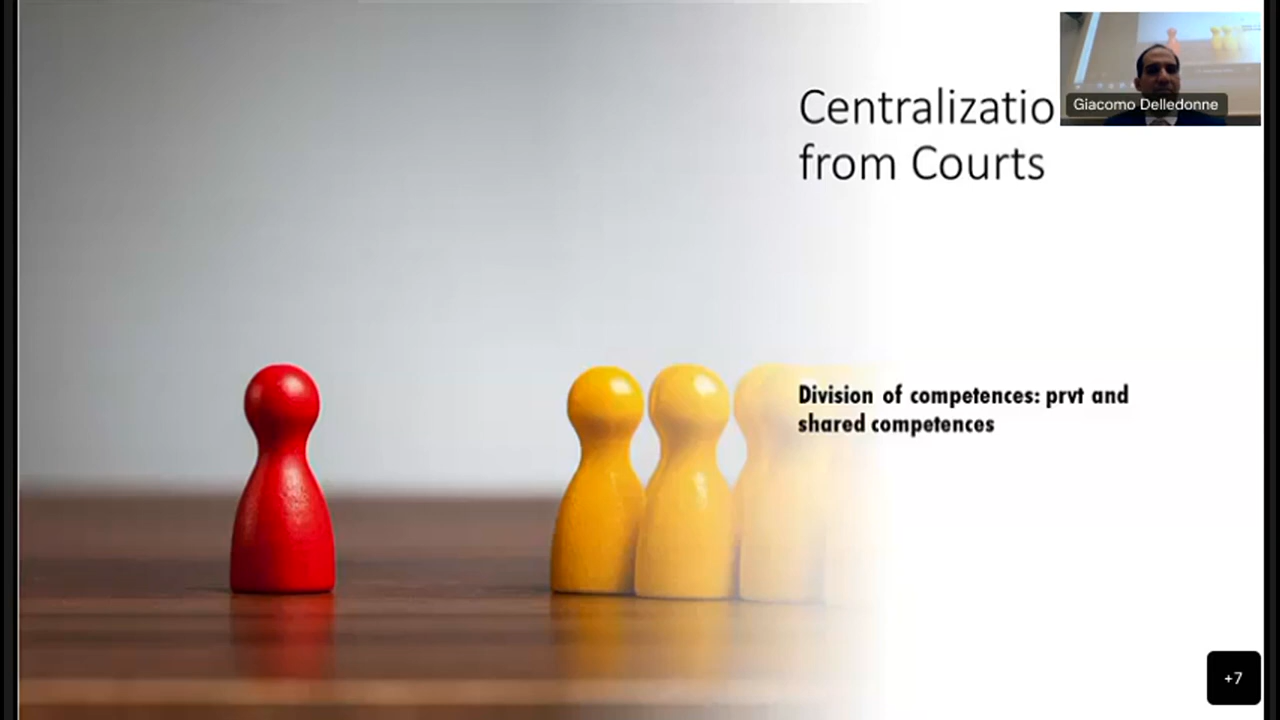 Centralizatio
from Courts
Giacomo Delledonne
Division of competences: prvt and
shared competences
+7